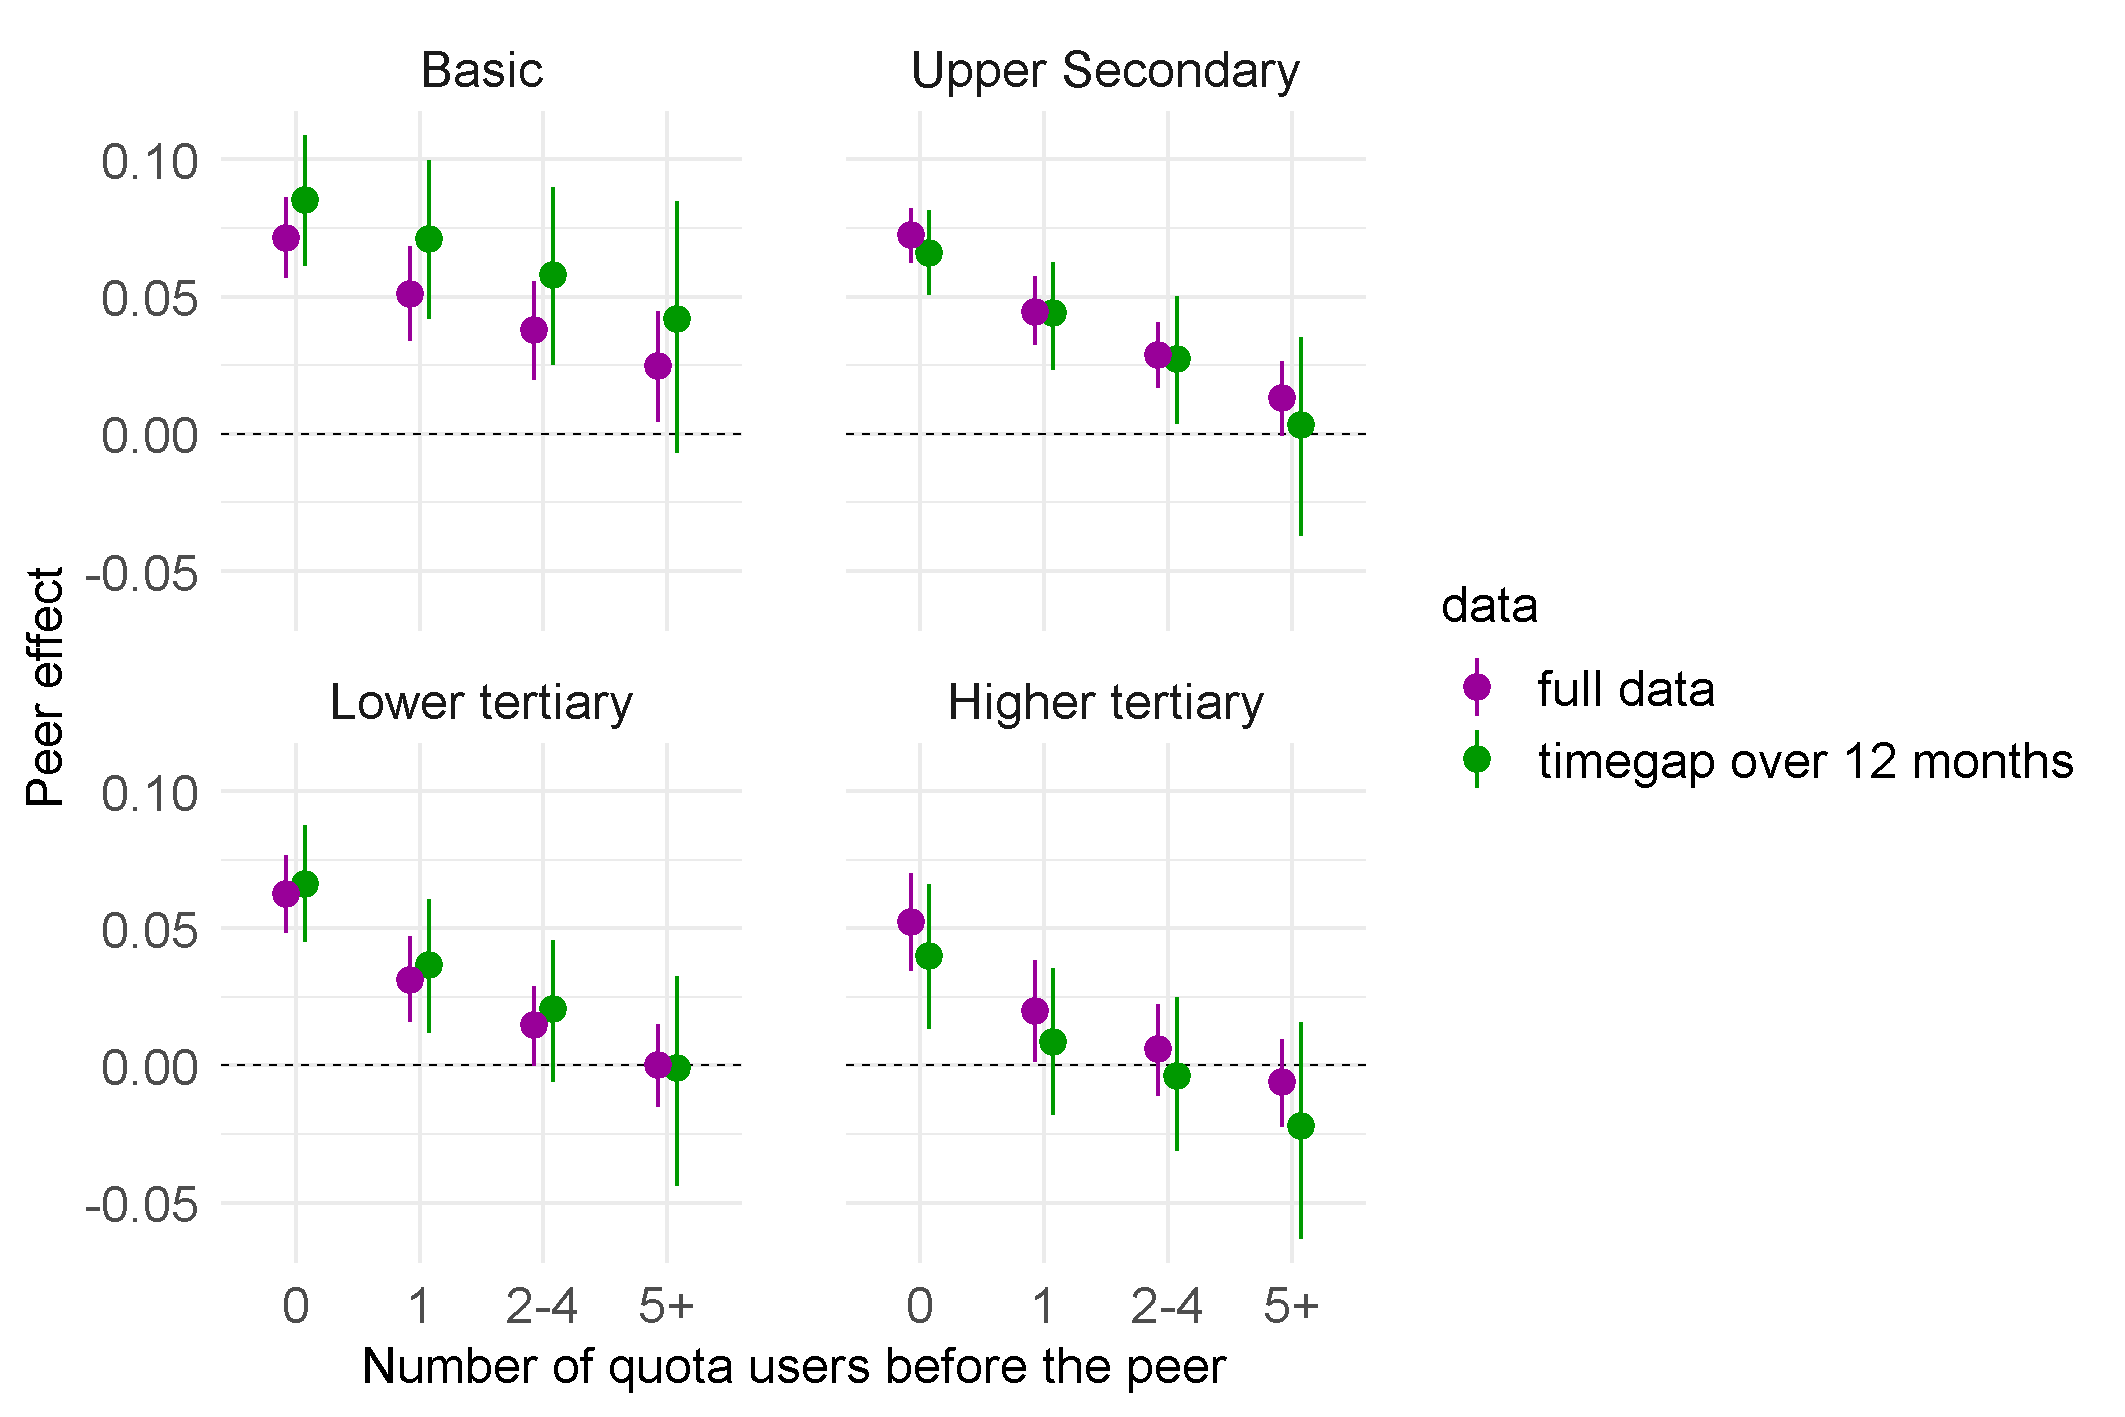 Basic
Upper Secondary
0.10
0.05
0.00
-0.05
Lower tertiary
Higher tertiary
0.10
0.05
0.00
-0.05
0 1 2-4 5+
0 1 2-4 5+
Number of quota users before the peer
Peer effect
data
full data
timegap over 12 months